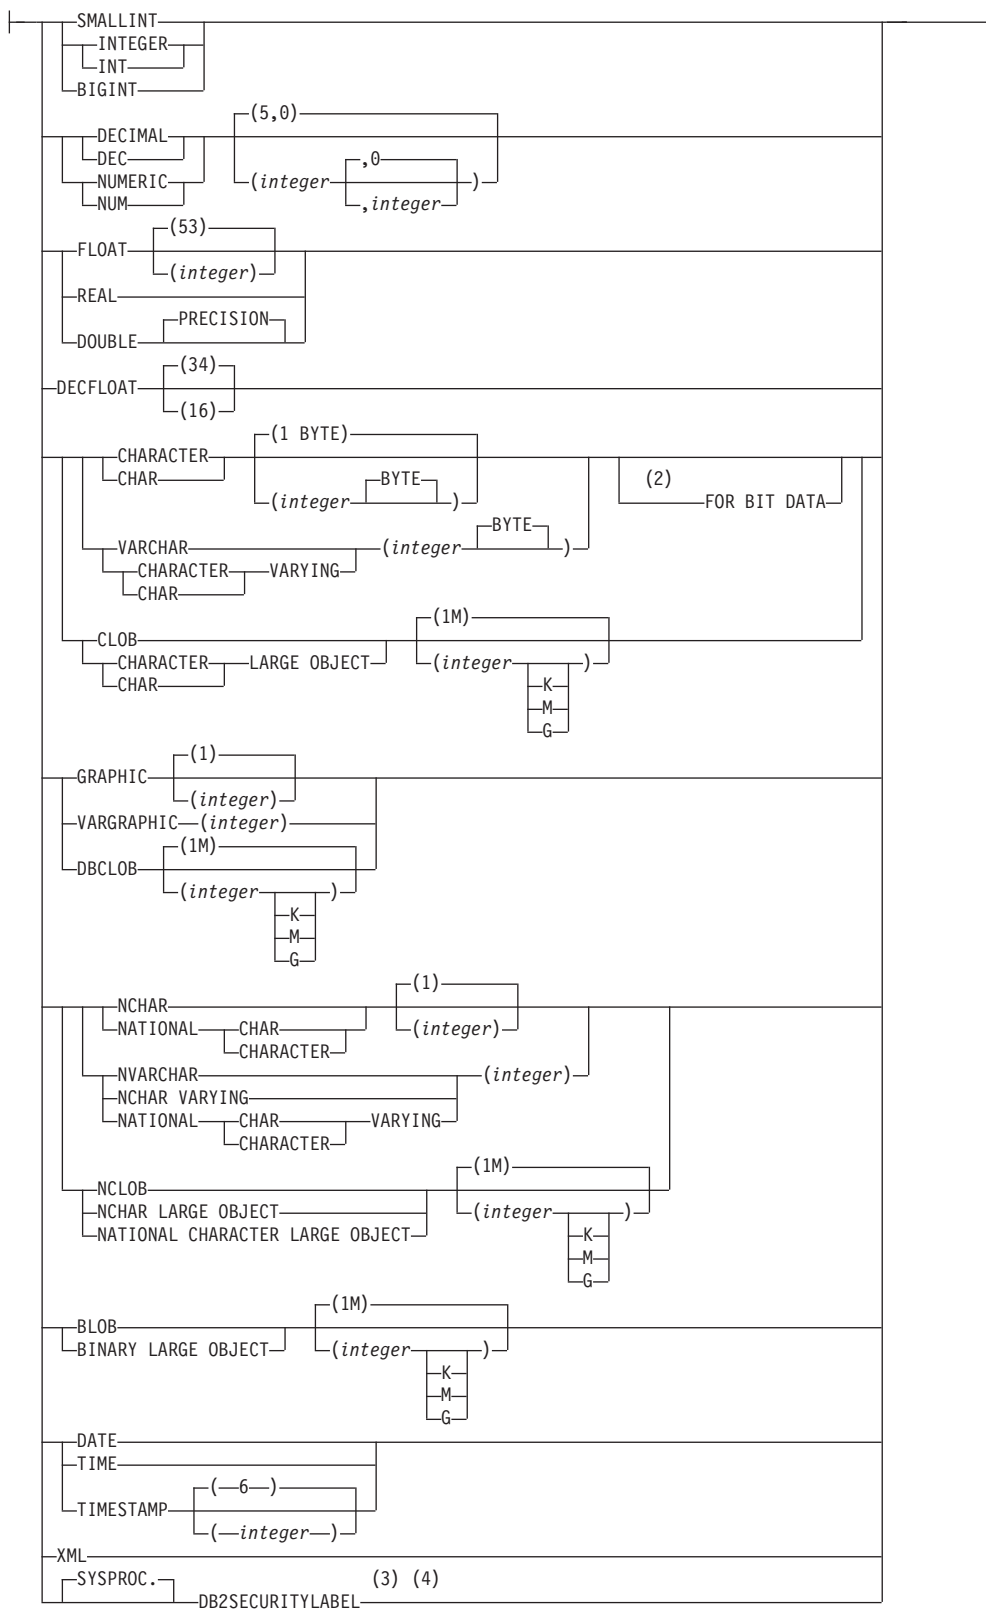 SMALLINT
INTEGER
INT
BIGINT
(5,0)
DECIMAL
DEC ,0
NUMERIC (integer )
NUM ,integer
(53)
FLOAT
(integer)
REAL
PRECISION
DOUBLE
(34)
DECFLOAT
(16)
(1 BYTE)
CHARACTER
CHAR BYTE (2)
(integer ) FOR BIT DATA
BYTE
VARCHAR (integer )
CHARACTER VARYING
CHAR
(1M)
CLOB
CHARACTER LARGE OBJECT (integer )
CHAR K
M
G
(1)
GRAPHIC
(integer)
VARGRAPHIC (integer)
(1M)
DBCLOB
(integer )
K
M
G
(1)
NCHAR
NATIONAL CHAR (integer)
CHARACTER
NVARCHAR (integer)
NCHAR VARYING
NATIONAL CHAR VARYING
CHARACTER
(1M)
NCLOB
NCHAR LARGE OBJECT (integer )
NATIONAL CHARACTER LARGE OBJECT K
M
G
(1M)
BLOB
BINARY LARGE OBJECT (integer )
K
M
G
DATE
TIME
( 6 )
TIMESTAMP
( integer )
XML
SYSPROC. (3) (4)
DB2SECURITYLABEL